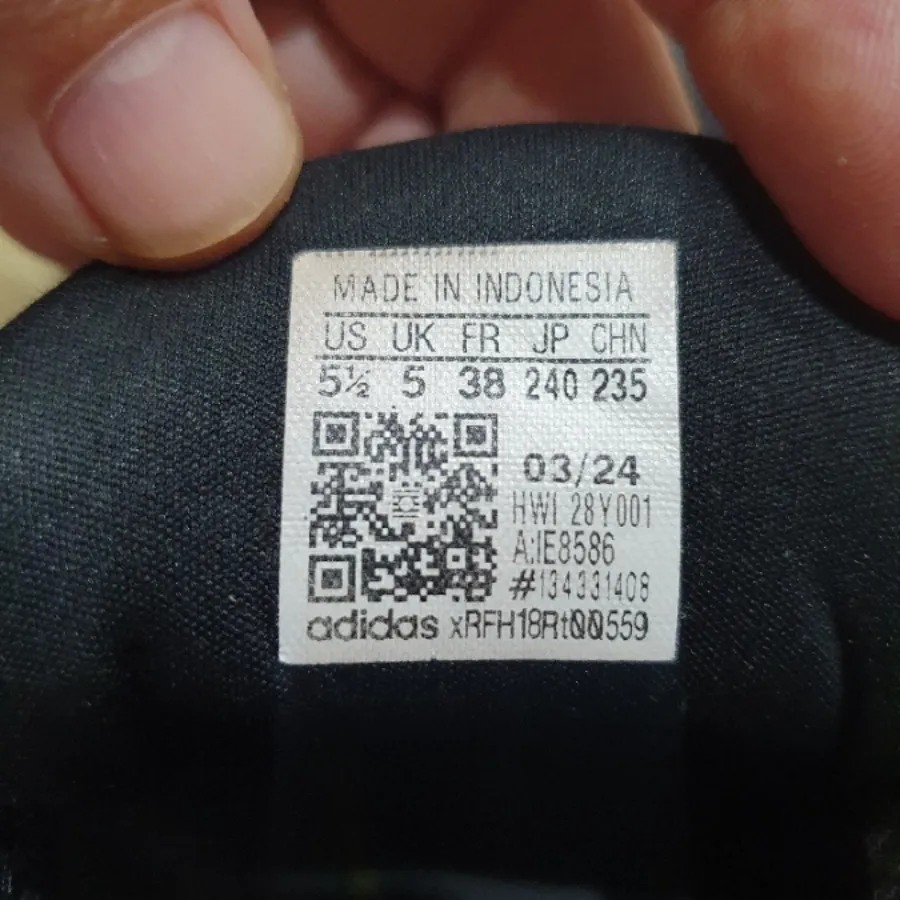 MADE IN INDONESIA
US UK FR JP CHN
5½ 5 38 240 235
03/24
HWI 28Y001
A:IE8586
#134331408
adidas xRFH18Rt00559